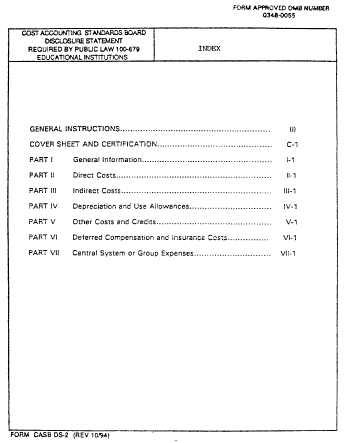 FORM APPROVED OMB NUMBER
0348-0055
COST ACCOUNTING STANDARDS BOARD
DISCLOSURE STATEMENT
REQUIRED BY PUBLIC LAW 100-679
EDUCATIONAL INSTITUTIONS
INDEX
GENERAL INSTRUCTIONS.................................................. (i)
COVER SHEET AND CERTIFICATION...................................... C-1
PART I General Information........................................... I-1
PART II Direct Costs.................................................. II-1
PART III Indirect Costs................................................. III-1
PART IV Depreciation and Use Allowances........................... IV-1
PART V Other Costs and Credits..................................... V-1
PART VI Deferred Compensation and Insurance Costs............... VI-1
PART VII Central System or Group Expenses.......................... VII-1
FORM CASB DS-2 (REV 10/94)